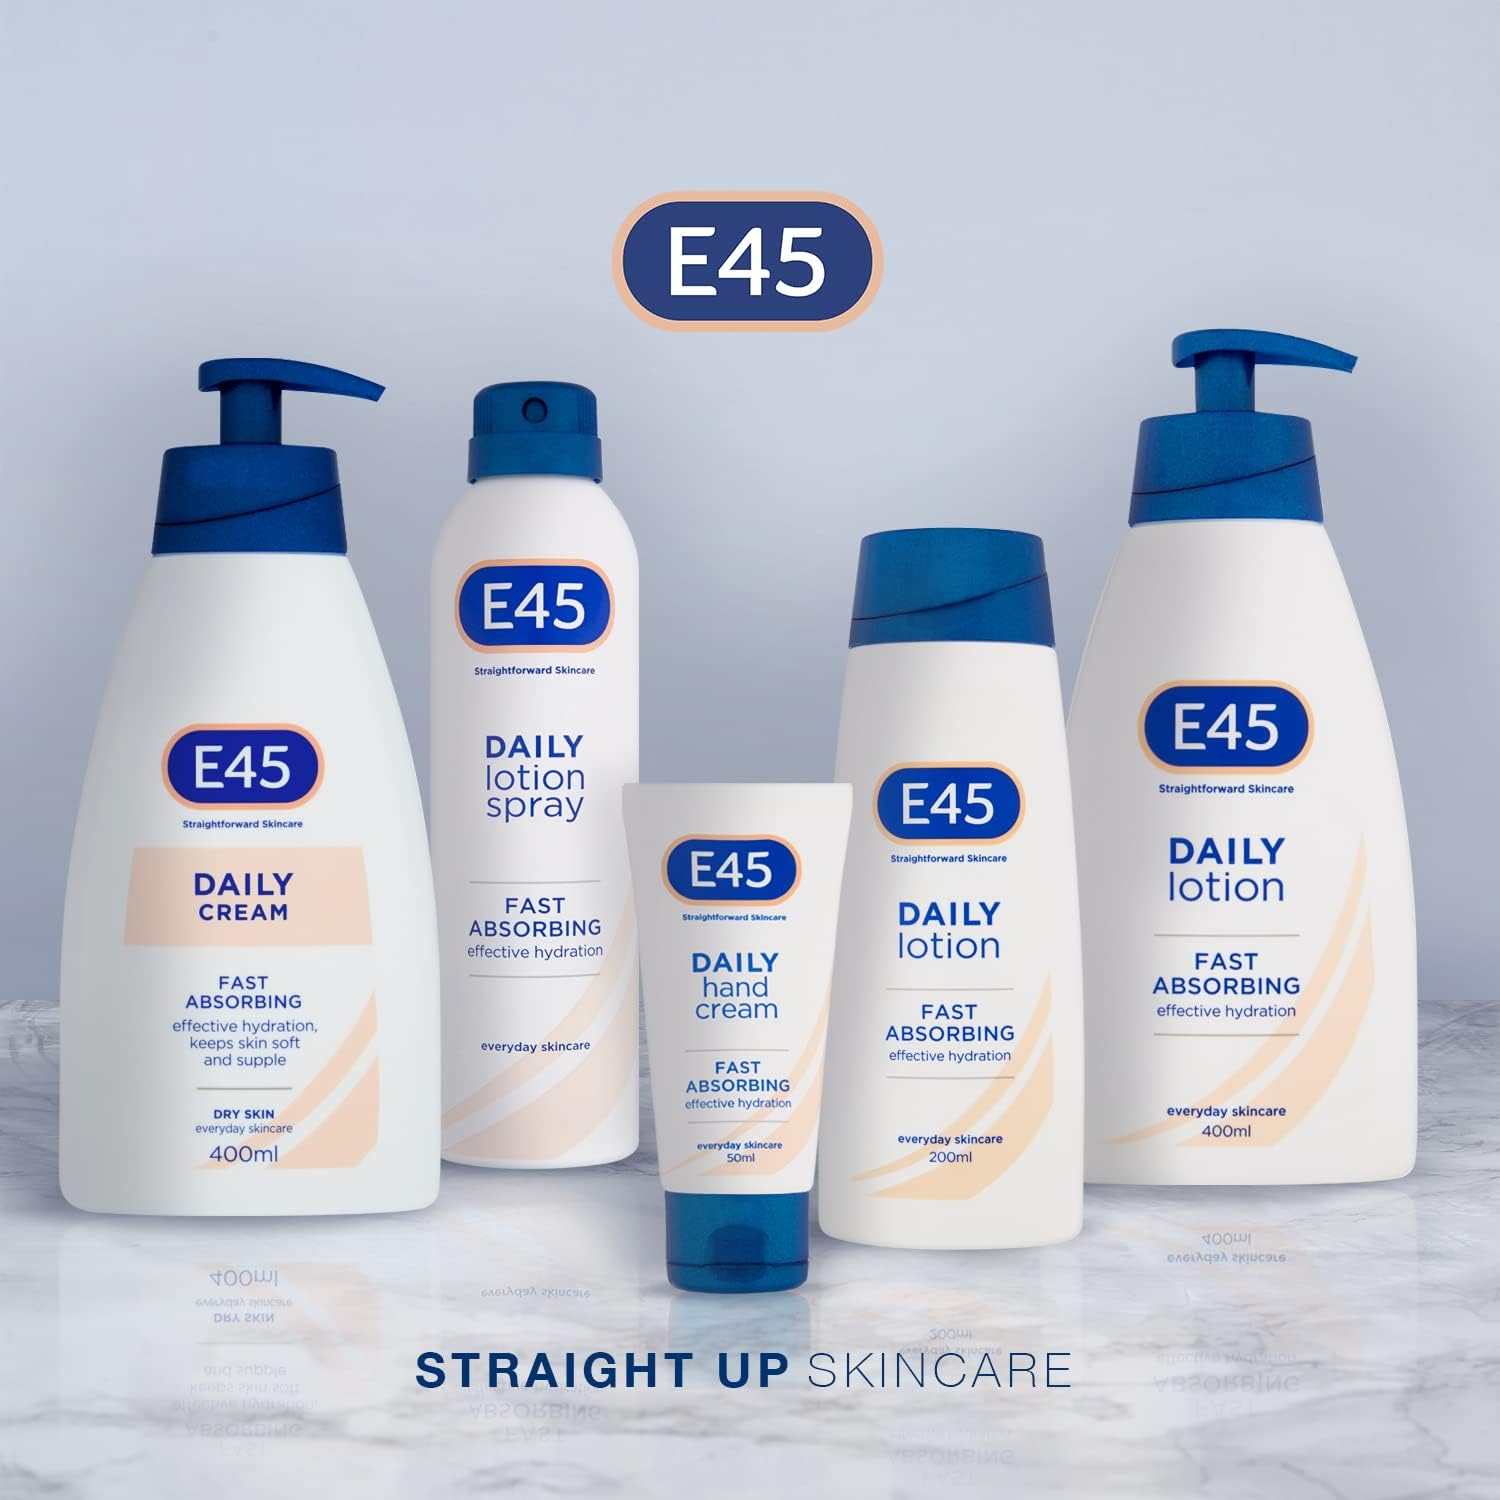 E45
E45
Straightforward Skincare
DAILY
CREAM
FAST
ABSORBING
effective hydration,
keeps skin soft
and supple
DRY SKIN
everyday skincare
400ml
E45
Straightforward Skincare
DAILY
lotion
spray
FAST
ABSORBING
effective hydration
everyday skincare
E45
Straightforward Skincare
DAILY
hand
cream
FAST
ABSORBING
effective hydration
everyday skincare
50ml
E45
Straightforward Skincare
DAILY
lotion
FAST
ABSORBING
effective hydration
everyday skincare
200ml
E45
Straightforward Skincare
DAILY
lotion
FAST
ABSORBING
effective hydration
everyday skincare
400ml
STRAIGHT UP SKINCARE